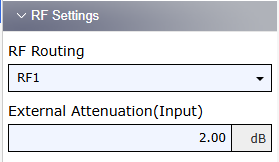 RF Settings
RF Routing
RF1
External Attenuation(Input)
2.00 dB